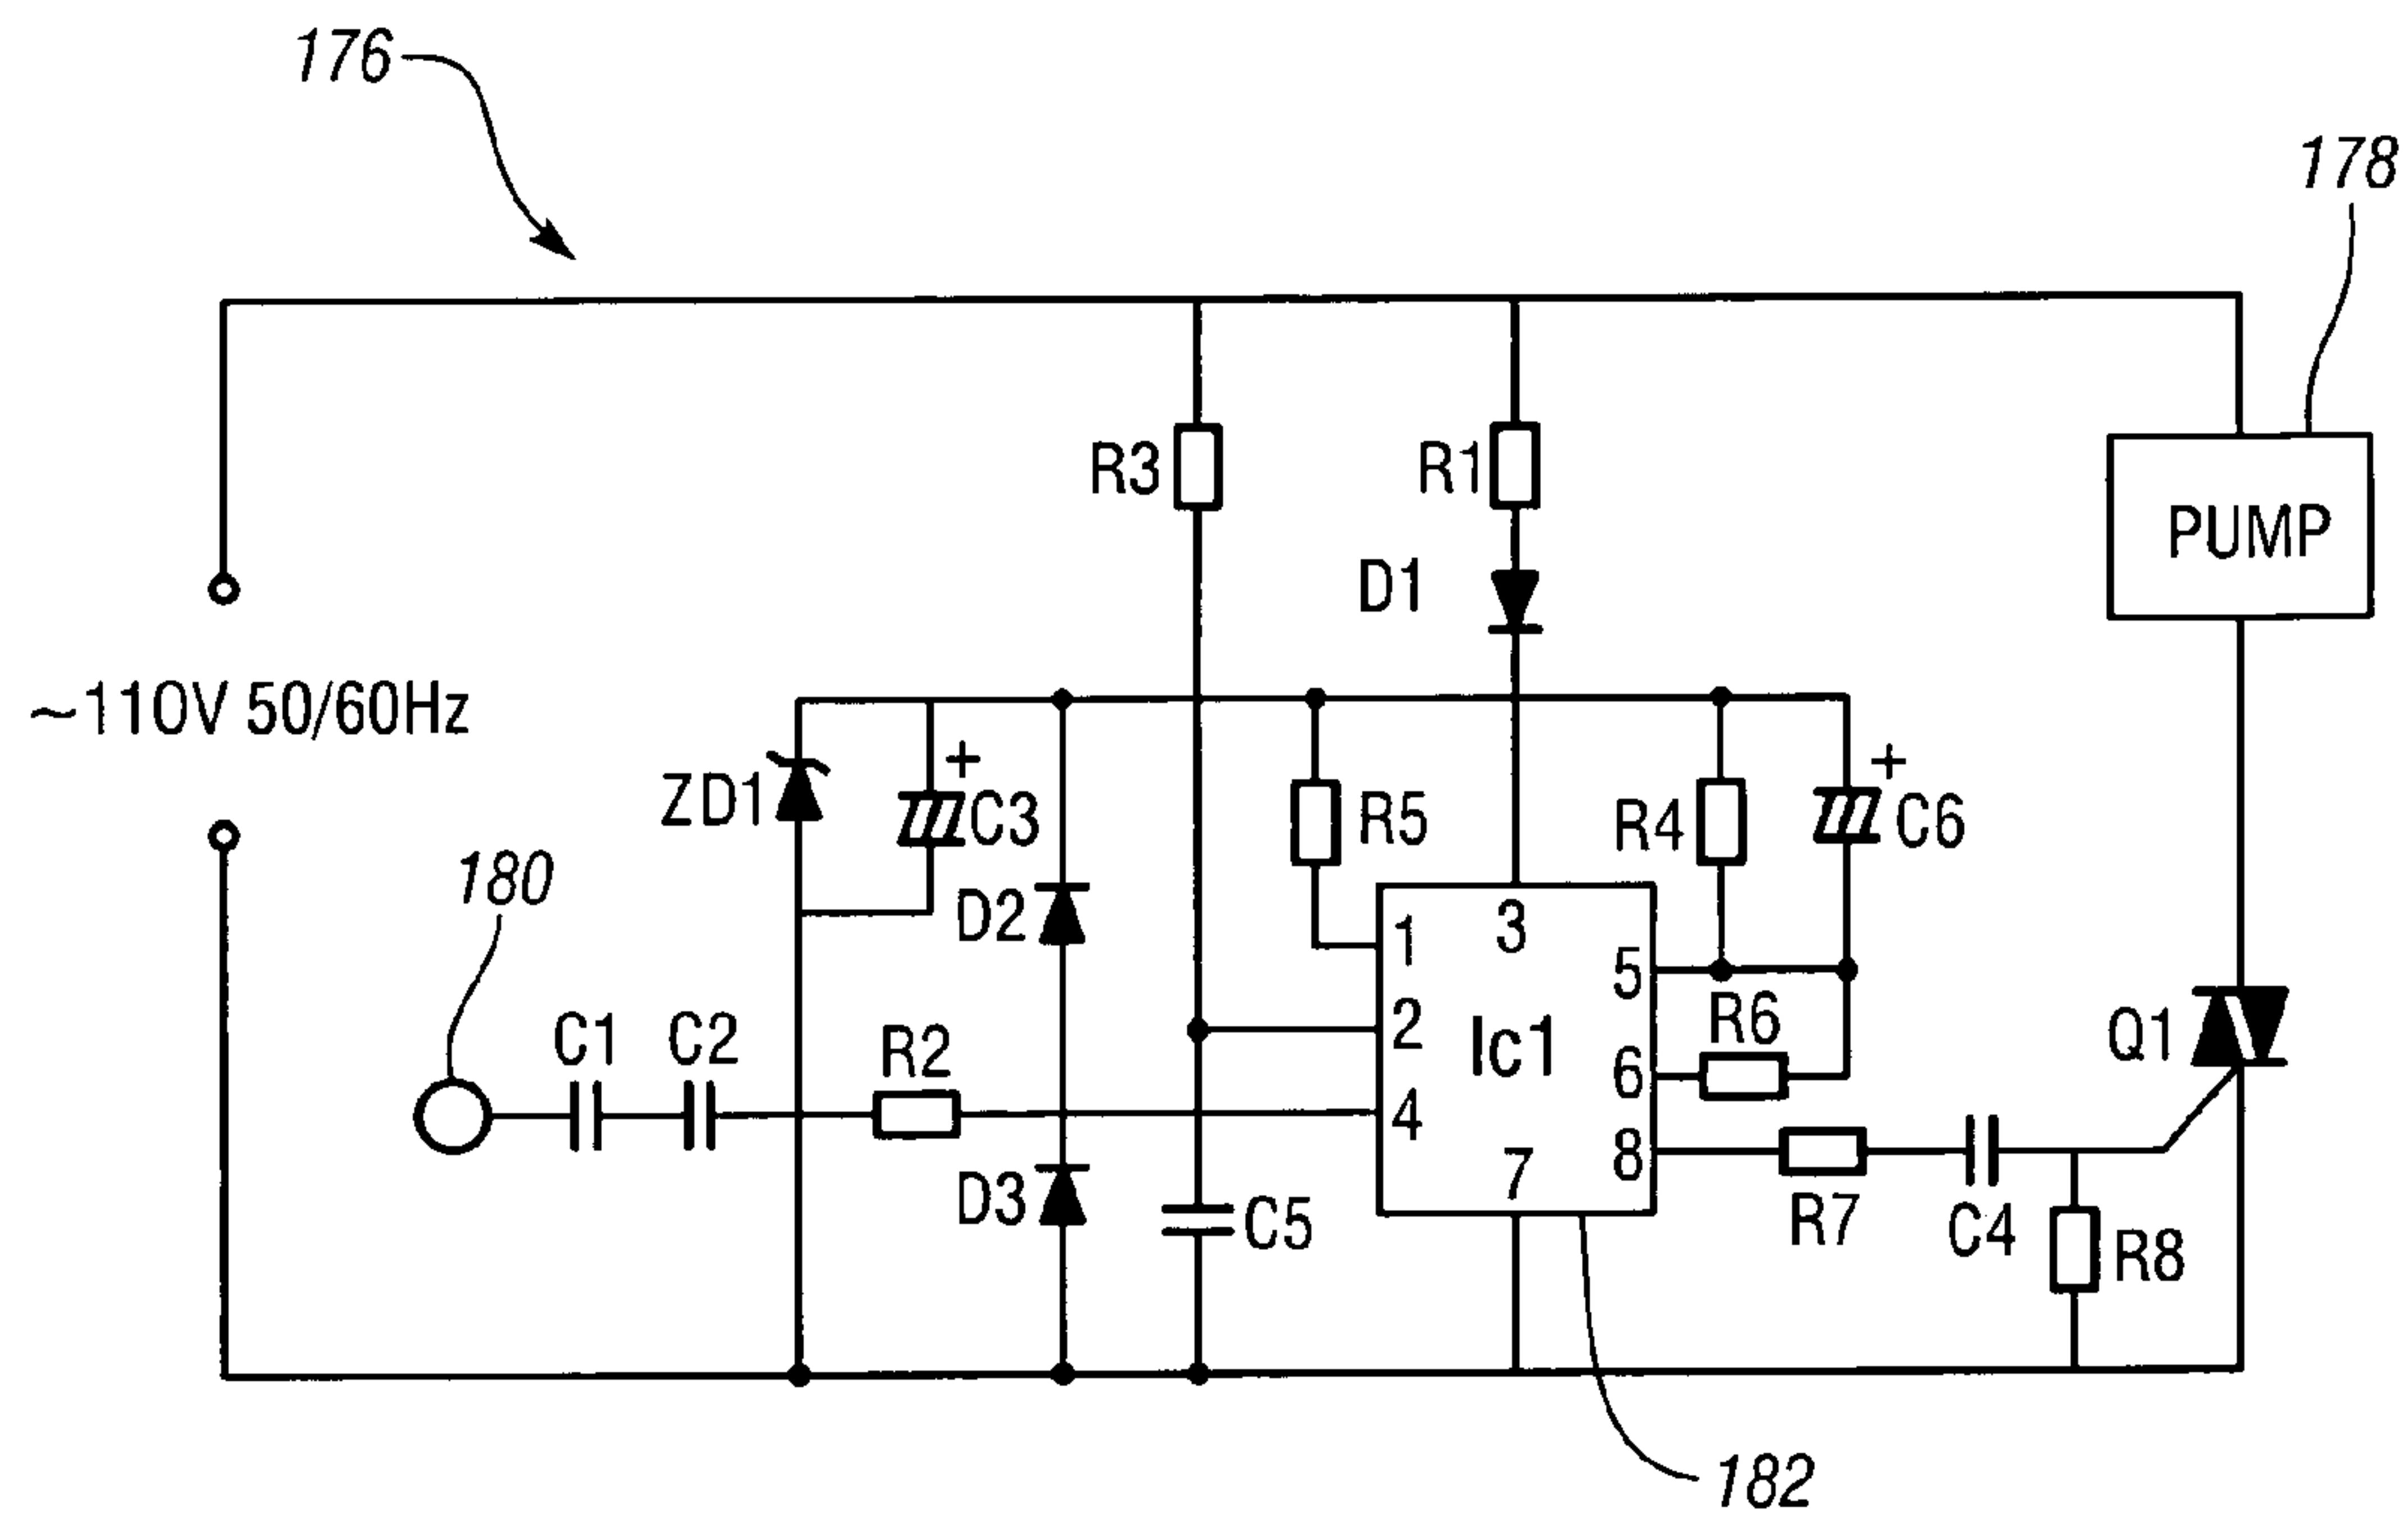 176
178
R3
R1
PUMP
D1
~110V 50/60Hz
ZD1
+
C3
R5
R4
+
C6
180
D2
1
3
5
C1
C2
R2
2
Ic1
R6
6
Q1
4
7
8
D3
C5
R7
C4
R8
182